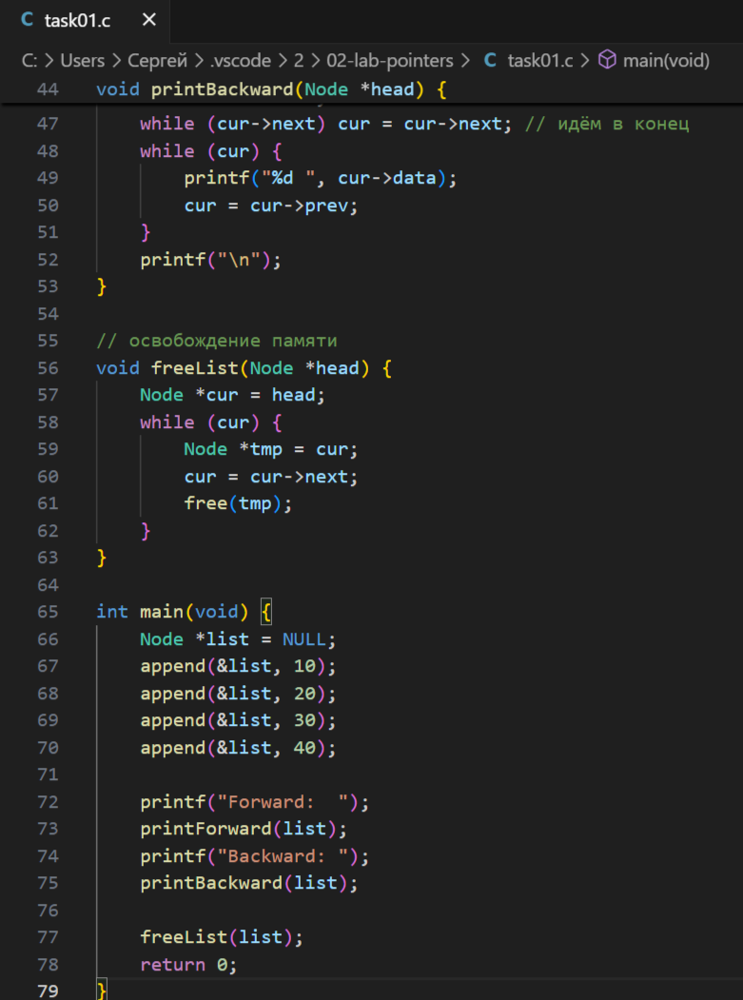 C task01.c ×
C: > Users > Сергей > .vscode > 2 > 02-lab-pointers > C task01.c > main(void)
44 void printBackward(Node *head) {
47 while (cur->next) cur = cur->next; // идём в конец
48 while (cur) {
49 printf("%d ", cur->data);
50 cur = cur->prev;
51 }
52 printf("\n");
53 }
54
55 // освобождение памяти
56 void freeList(Node *head) {
57 Node *cur = head;
58 while (cur) {
59 Node *tmp = cur;
60 cur = cur->next;
61 free(tmp);
62 }
63 }
64
65 int main(void) {
66 Node *list = NULL;
67 append(&list, 10);
68 append(&list, 20);
69 append(&list, 30);
70 append(&list, 40);
71
72 printf("Forward:  ");
73 printForward(list);
74 printf("Backward: ");
75 printBackward(list);
76
77 freeList(list);
78 return 0;
79 }